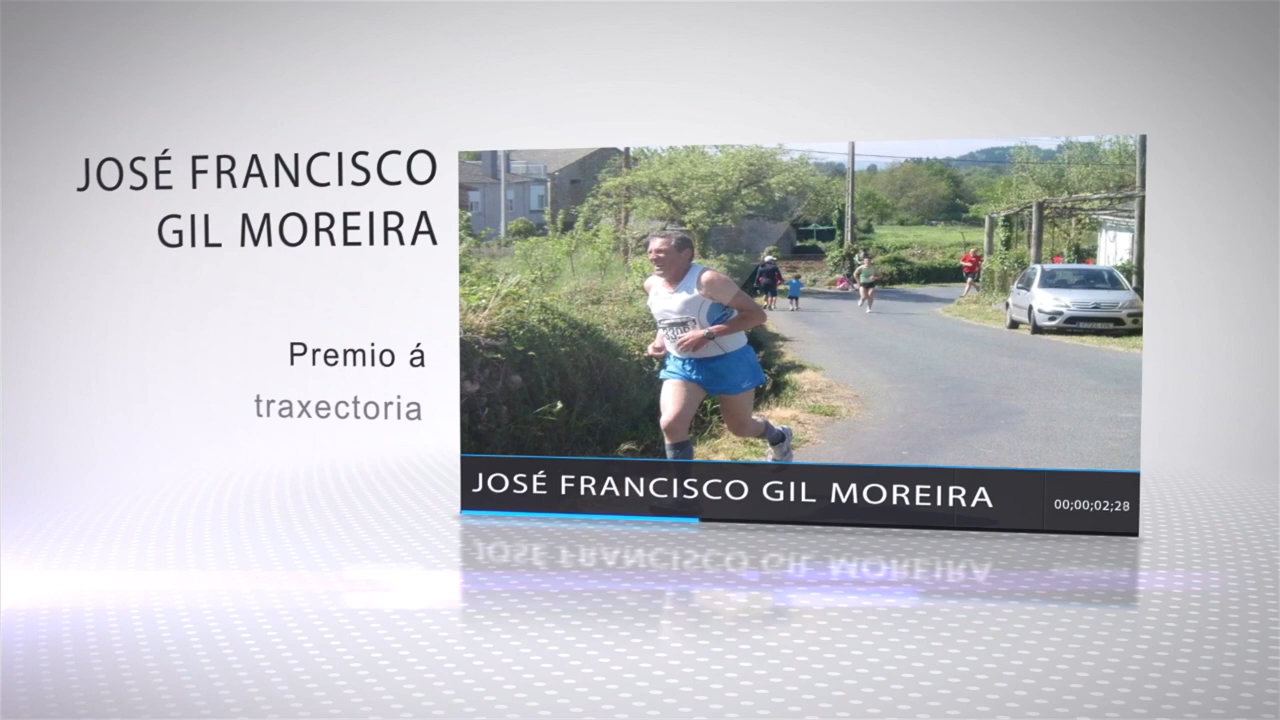 JOSÉ FRANCISCO
GIL MOREIRA
Premio á
traxectoria
JOSÉ FRANCISCO GIL MOREIRA
00;00;02;28